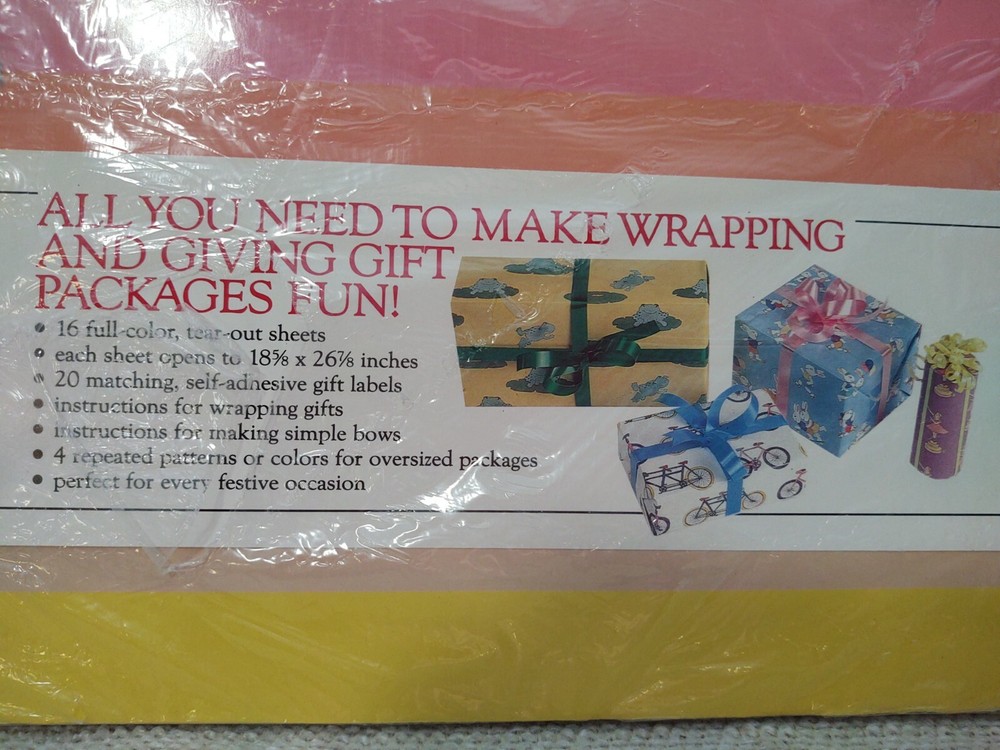 ALL YOU NEED TO MAKE WRAPPING
AND GIVING GIFT
PACKAGES FUN!
• 16 full-color, tear-out sheets
• each sheet opens to 18⅝ x 26⅞ inches
• 20 matching, self-adhesive gift labels
• instructions for wrapping gifts
• instructions for making simple bows
• 4 repeated patterns or colors for oversized packages
• perfect for every festive occasion